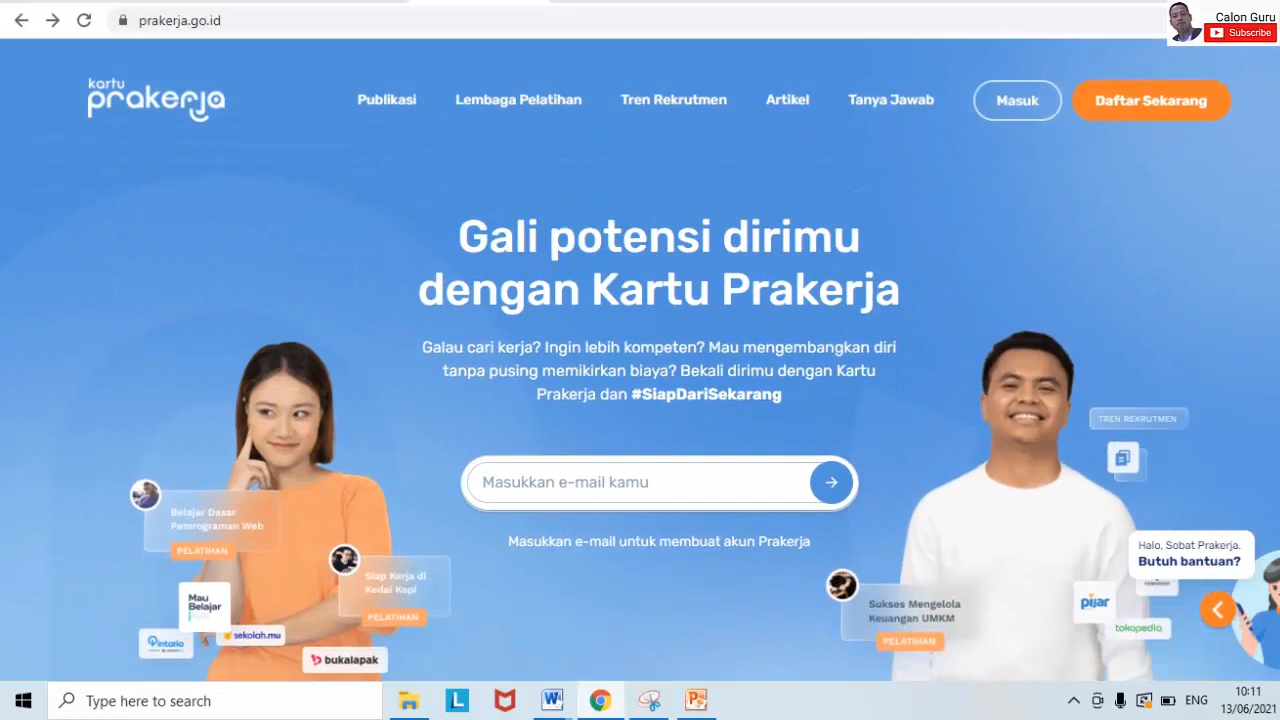 prakerja.go.id
Calon Guru
Subscribe
kartu
prakerja
Publikasi
Lembaga Pelatihan
Tren Rekrutmen
Artikel
Tanya Jawab
Masuk
Daftar Sekarang
Gali potensi dirimu
dengan Kartu Prakerja
Galau cari kerja? Ingin lebih kompeten? Mau mengembangkan diri
tanpa pusing memikirkan biaya? Bekali dirimu dengan Kartu
Prakerja dan #SiapDariSekarang
Masukkan e-mail kamu
Masukkan e-mail untuk membuat akun Prakerja
Belajar Dasar
Pemrograman Web
PELATIHAN
Siap Kerja di
Kedai Kopi
PELATIHAN
Mau
Belajar
Pintaria
sekolah.mu
bukalapak
TREN REKRUTMEN
Sukses Mengelola
Keuangan UMKM
PELATIHAN
pijar
tokopedia
Halo, Sobat Prakerja.
Butuh bantuan?
Type here to search
L
W
P
ENG
10:11
13/06/2021